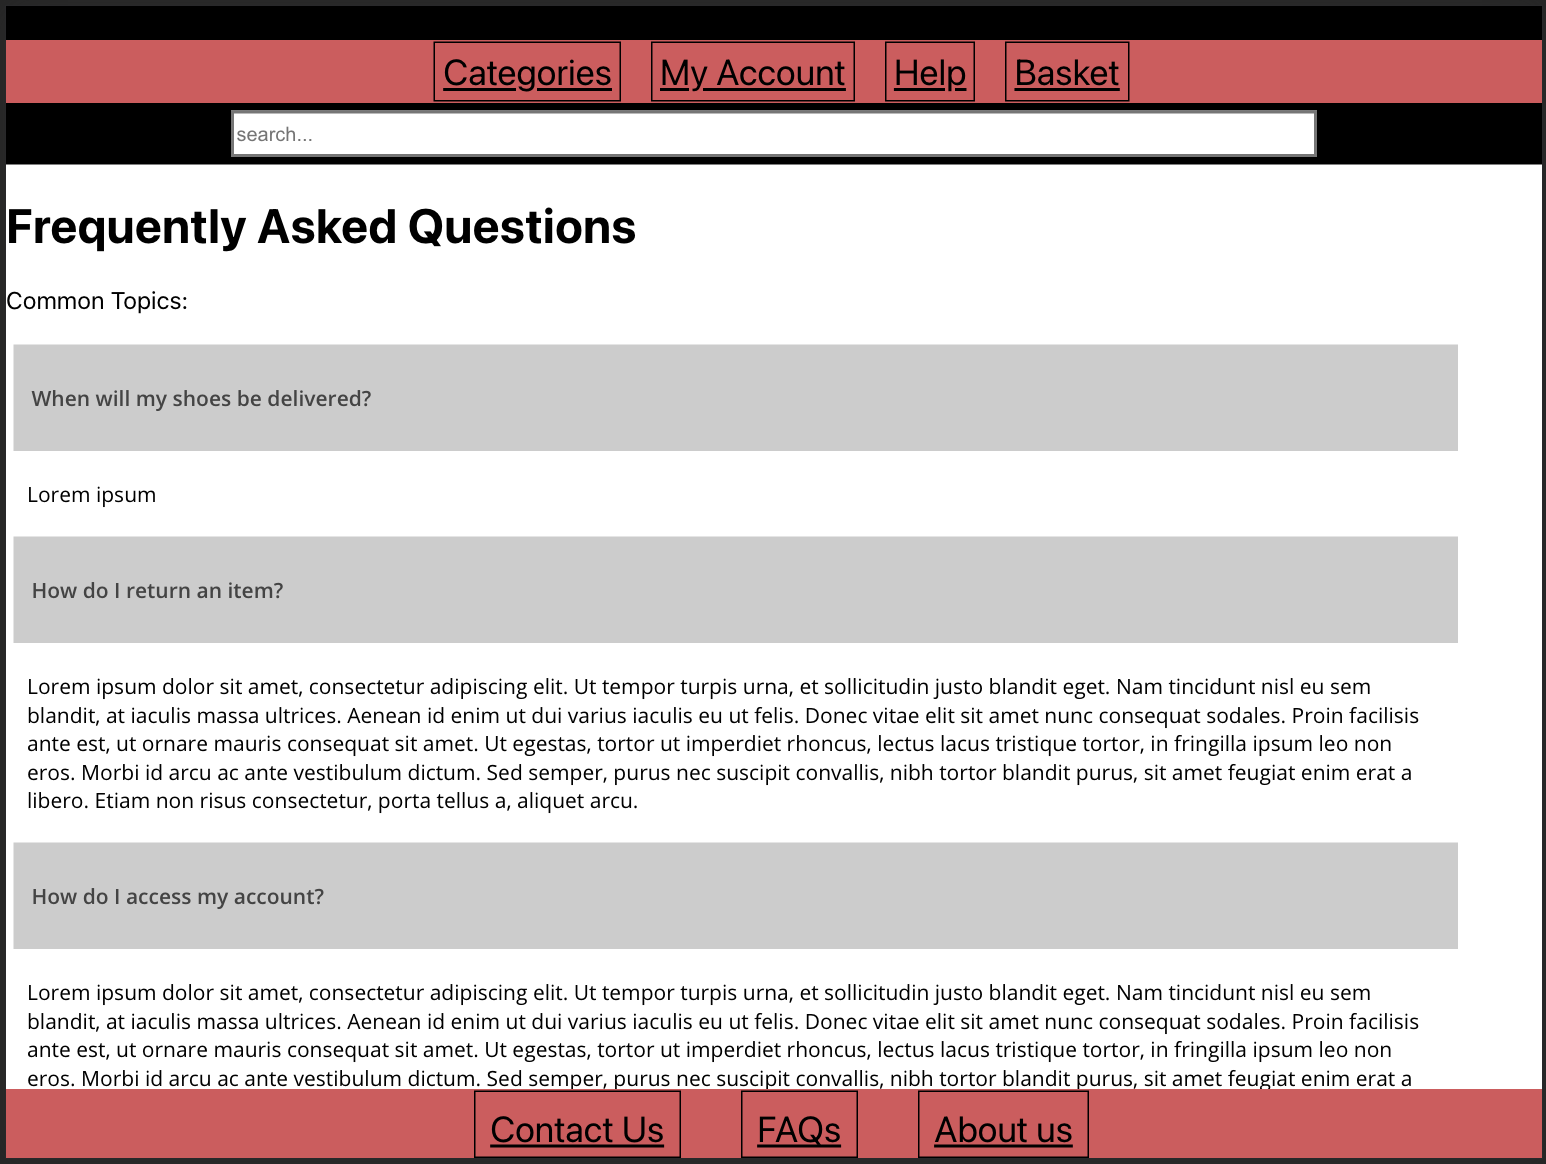 Categories My Account Help Basket
search...
Frequently Asked Questions
Common Topics:
When will my shoes be delivered?
Lorem ipsum
How do I return an item?
Lorem ipsum dolor sit amet, consectetur adipiscing elit. Ut tempor turpis urna, et sollicitudin justo blandit eget. Nam tincidunt nisl eu sem
blandit, at iaculis massa ultrices. Aenean id enim ut dui varius iaculis eu ut felis. Donec vitae elit sit amet nunc consequat sodales. Proin facilisis
ante est, ut ornare mauris consequat sit amet. Ut egestas, tortor ut imperdiet rhoncus, lectus lacus tristique tortor, in fringilla ipsum leo non
eros. Morbi id arcu ac ante vestibulum dictum. Sed semper, purus nec suscipit convallis, nibh tortor blandit purus, sit amet feugiat enim erat a
libero. Etiam non risus consectetur, porta tellus a, aliquet arcu.
How do I access my account?
Lorem ipsum dolor sit amet, consectetur adipiscing elit. Ut tempor turpis urna, et sollicitudin justo blandit eget. Nam tincidunt nisl eu sem
blandit, at iaculis massa ultrices. Aenean id enim ut dui varius iaculis eu ut felis. Donec vitae elit sit amet nunc consequat sodales. Proin facilisis
ante est, ut ornare mauris consequat sit amet. Ut egestas, tortor ut imperdiet rhoncus, lectus lacus tristique tortor, in fringilla ipsum leo non
eros. Morbi id arcu ac ante vestibulum dictum. Sed semper, purus nec suscipit convallis, nibh tortor blandit purus, sit amet feugiat enim erat a
Contact Us FAQs About us